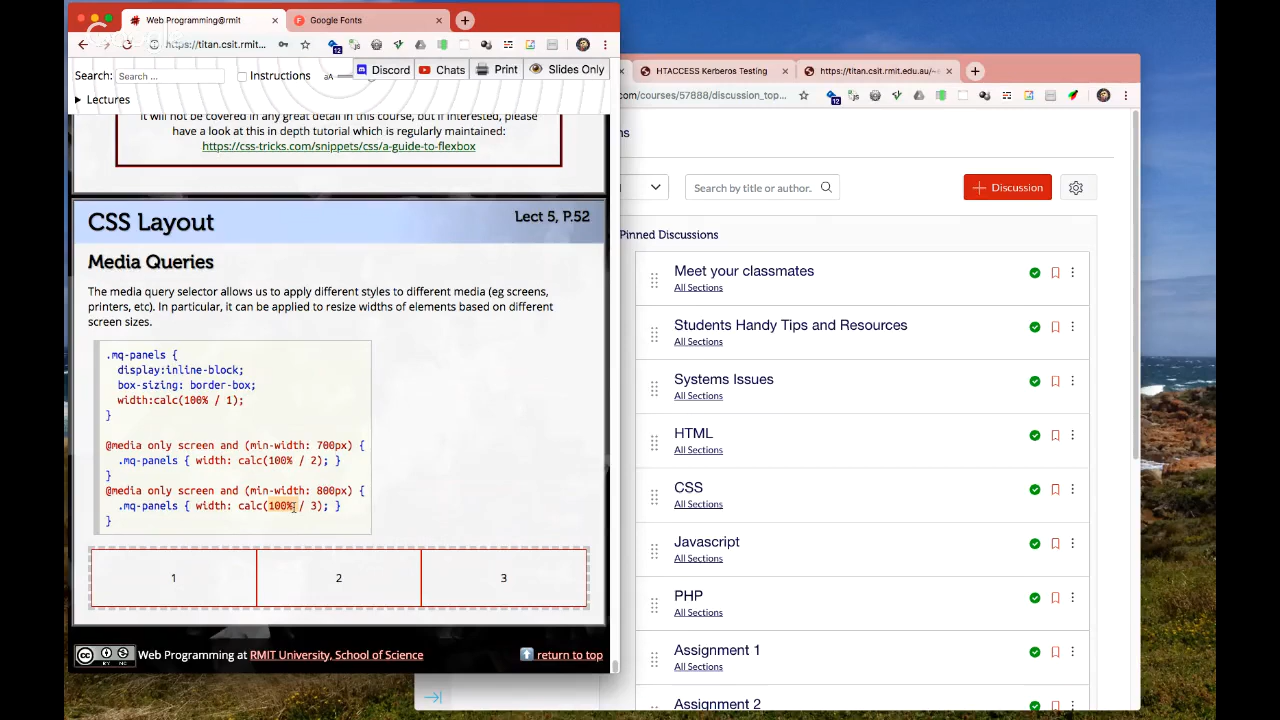 Web Programming@rmit
Google Fonts
https://titan.csit.rmit...
12
Search:
Search ...
Instructions
aA
Discord
Chats
Print
Slides Only
Lectures
it will not be covered in any great detail in this course, but if interested, please
have a look at this in depth tutorial which is regularly maintained:
https://css-tricks.com/snippets/css/a-guide-to-flexbox
CSS Layout
Lect 5, P.52
Media Queries
The media query selector allows us to apply different styles to different media (eg screens,
printers, etc). In particular, it can be applied to resize widths of elements based on different
screen sizes.
.mq-panels {
display:inline-block;
box-sizing: border-box;
width:calc(100% / 1);
}
@media only screen and (min-width: 700px) {
.mq-panels { width: calc(100% / 2); }
}
@media only screen and (min-width: 800px) {
.mq-panels { width: calc(100% / 3); }
}
1
2
3
Web Programming at RMIT University, School of Science
return to top
HTACCESS Kerberos Testing
https://titan.csit.rmit.edu.au/~
.com/courses/57888/discussion_top...
12
ns
Search by title or author.
Discussion
Pinned Discussions
Meet your classmates
All Sections
Students Handy Tips and Resources
All Sections
Systems Issues
All Sections
HTML
All Sections
CSS
All Sections
Javascript
All Sections
PHP
All Sections
Assignment 1
All Sections
Assignment 2